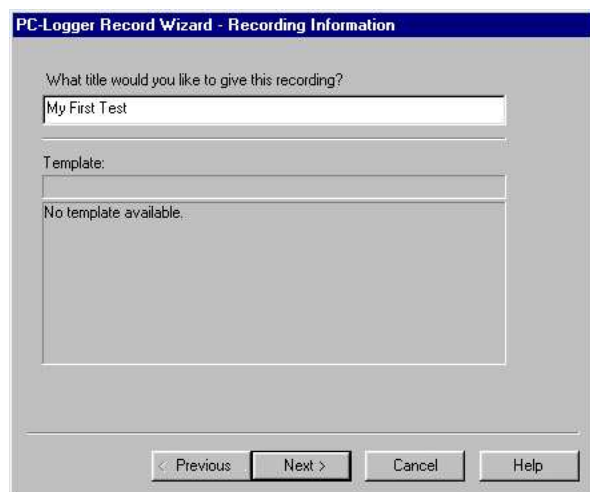 PC-Logger Record Wizard - Recording Information
What title would you like to give this recording?
My First Test
Template:
No template available.
< Previous Next > Cancel Help